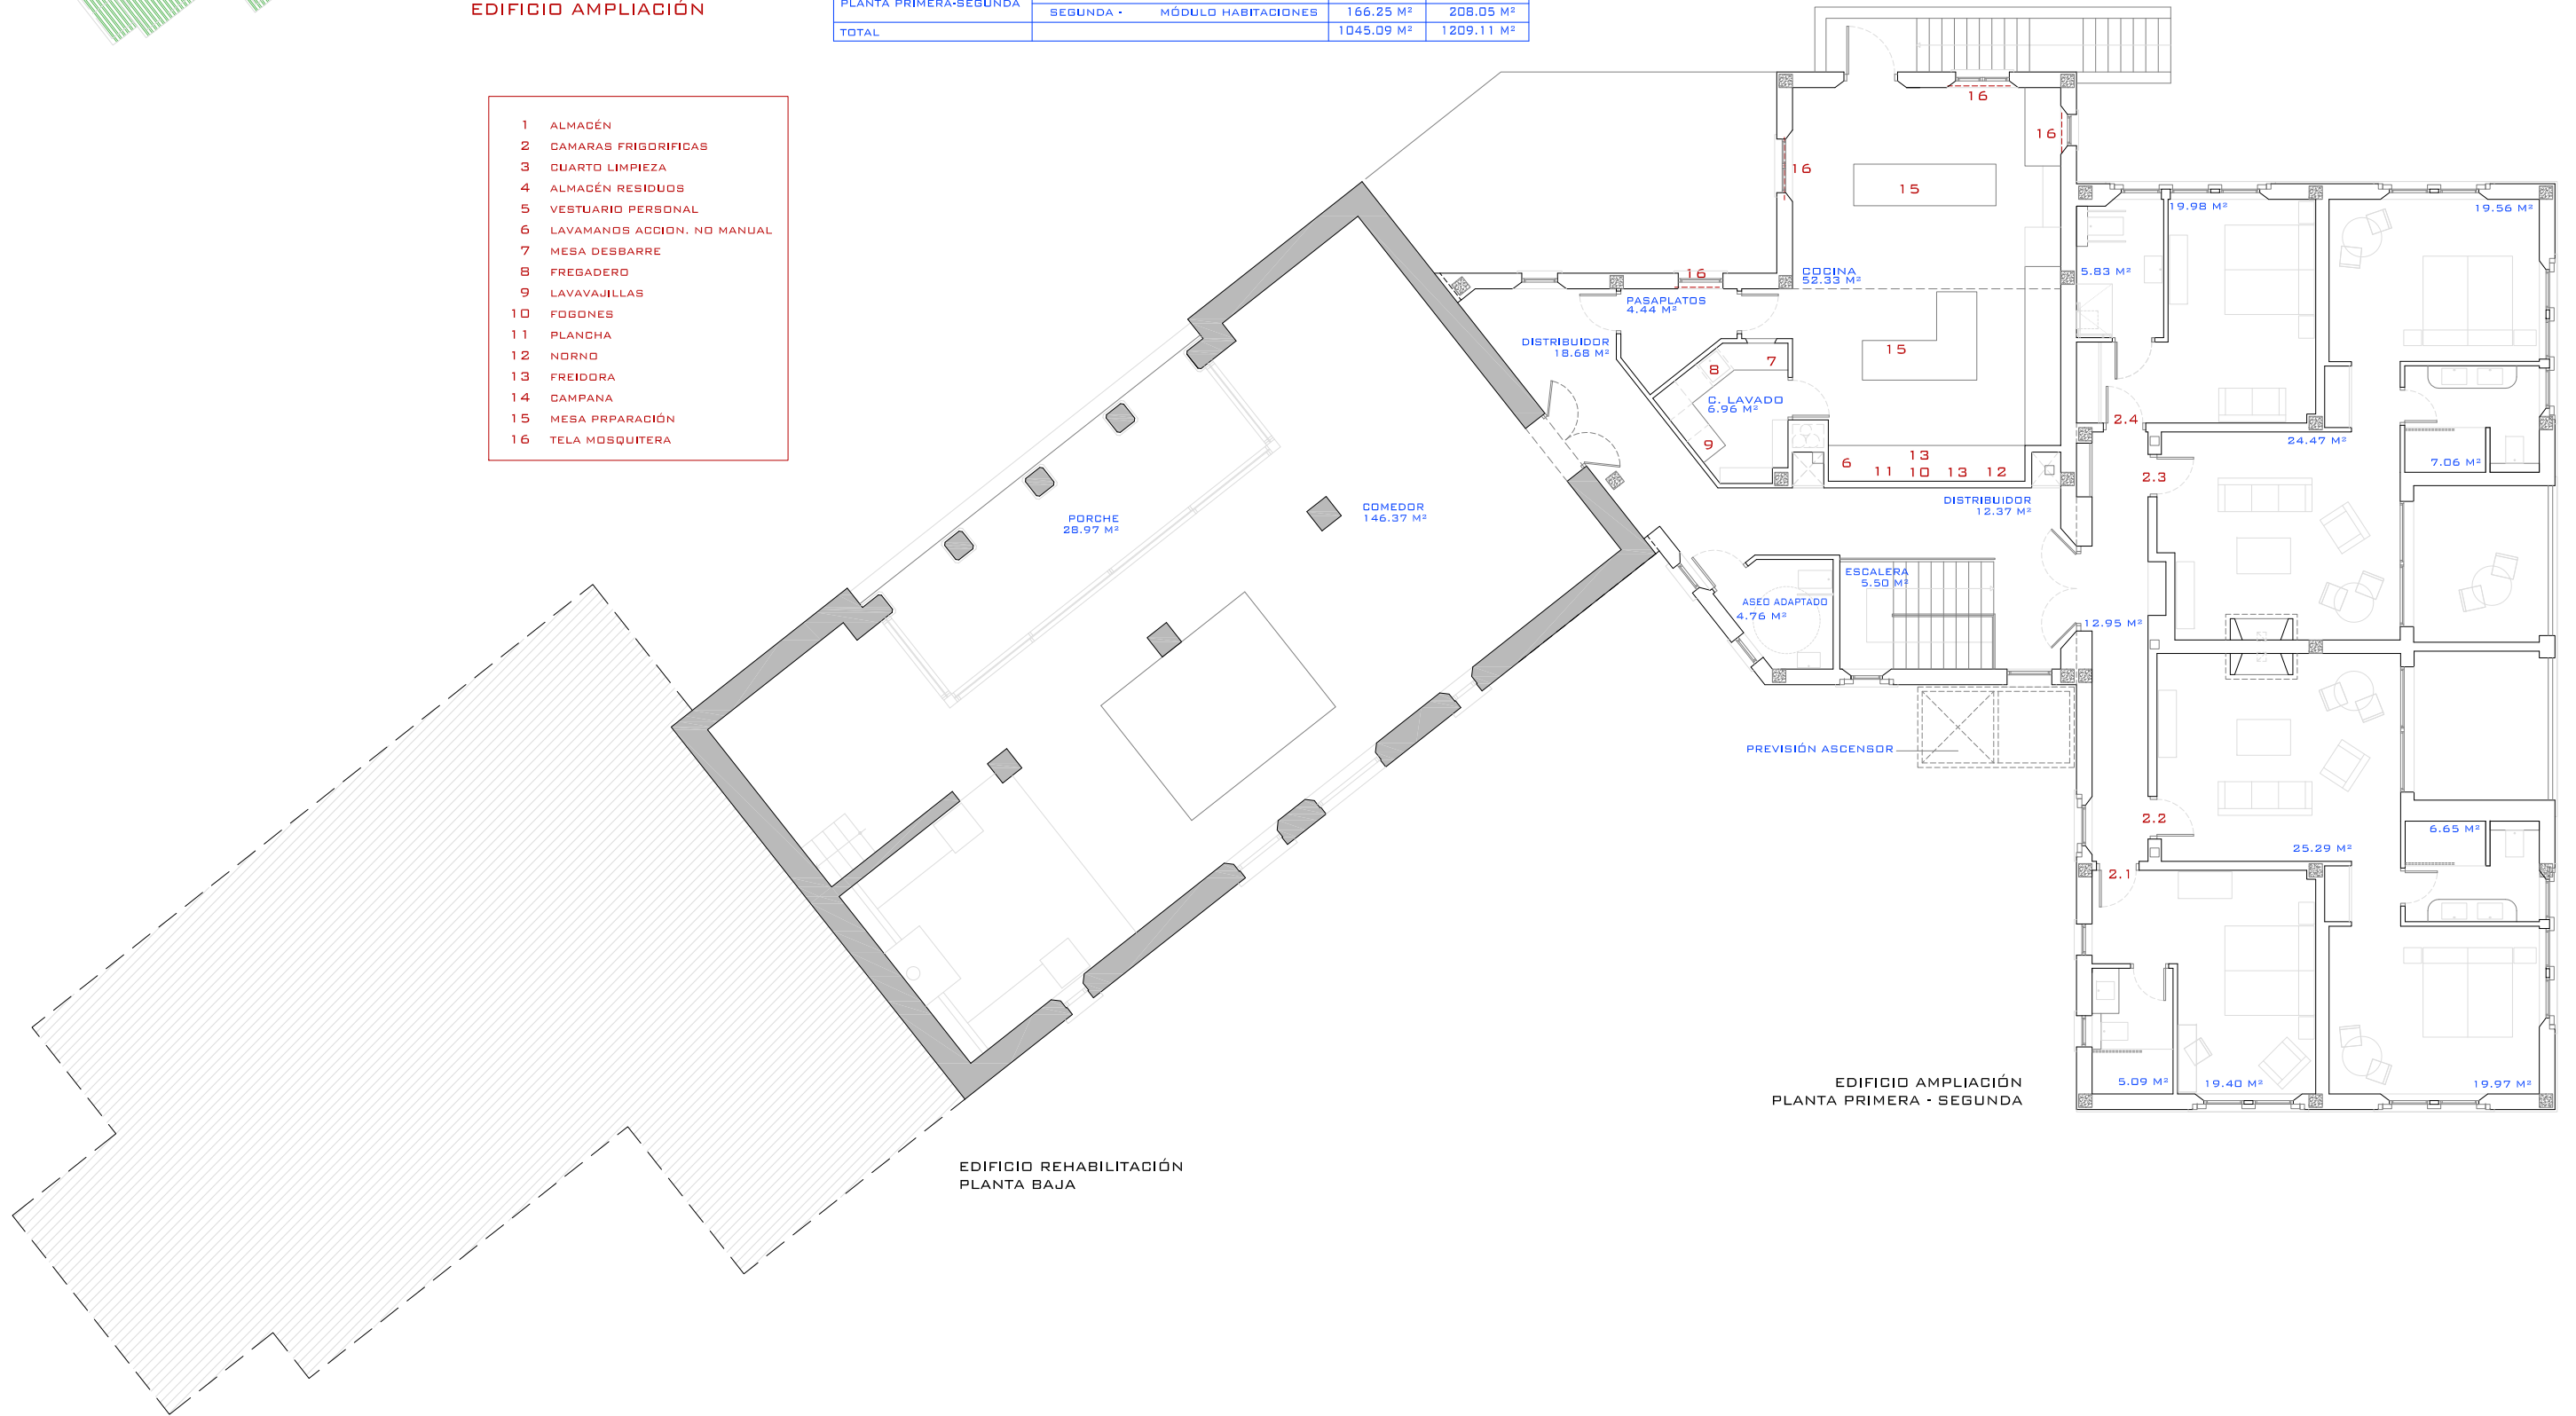 EDIFICIO AMPLIACIÓN
PLANTA PRIMERA-SEGUNDA
SEGUNDA - MÓDULO HABITACIONES 166.25 M² 208.05 M²
TOTAL 1045.09 M² 1209.11 M²
1 ALMACÉN
2 CAMARAS FRIGORIFICAS
3 CUARTO LIMPIEZA
4 ALMACÉN RESIDUOS
5 VESTUARIO PERSONAL
6 LAVAMANOS ACCION. NO MANUAL
7 MESA DESBARRE
8 FREGADERO
9 LAVAVAJILLAS
10 FOGONES
11 PLANCHA
12 NORNO
13 FREIDORA
14 CAMPANA
15 MESA PRPARACIÓN
16 TELA MOSQUITERA
16
16
16
15
19.98 M²
19.56 M²
COCINA
52.33 M²
16
5.83 M²
PASAPLATOS
4.44 M²
DISTRIBUIDOR
18.68 M²
15
7
8
C. LAVADO
6.96 M²
9
2.4
24.47 M²
13
6 11 10 13 12
7.06 M²
2.3
DISTRIBUIDOR
12.37 M²
COMEDOR
146.37 M²
PORCHE
28.97 M²
ESCALERA
5.50 M²
ASEO ADAPTADO
4.76 M²
12.95 M²
PREVISIÓN ASCENSOR
2.2
6.65 M²
25.29 M²
2.1
5.09 M²
19.40 M²
19.97 M²
EDIFICIO AMPLIACIÓN
PLANTA PRIMERA - SEGUNDA
EDIFICIO REHABILITACIÓN
PLANTA BAJA